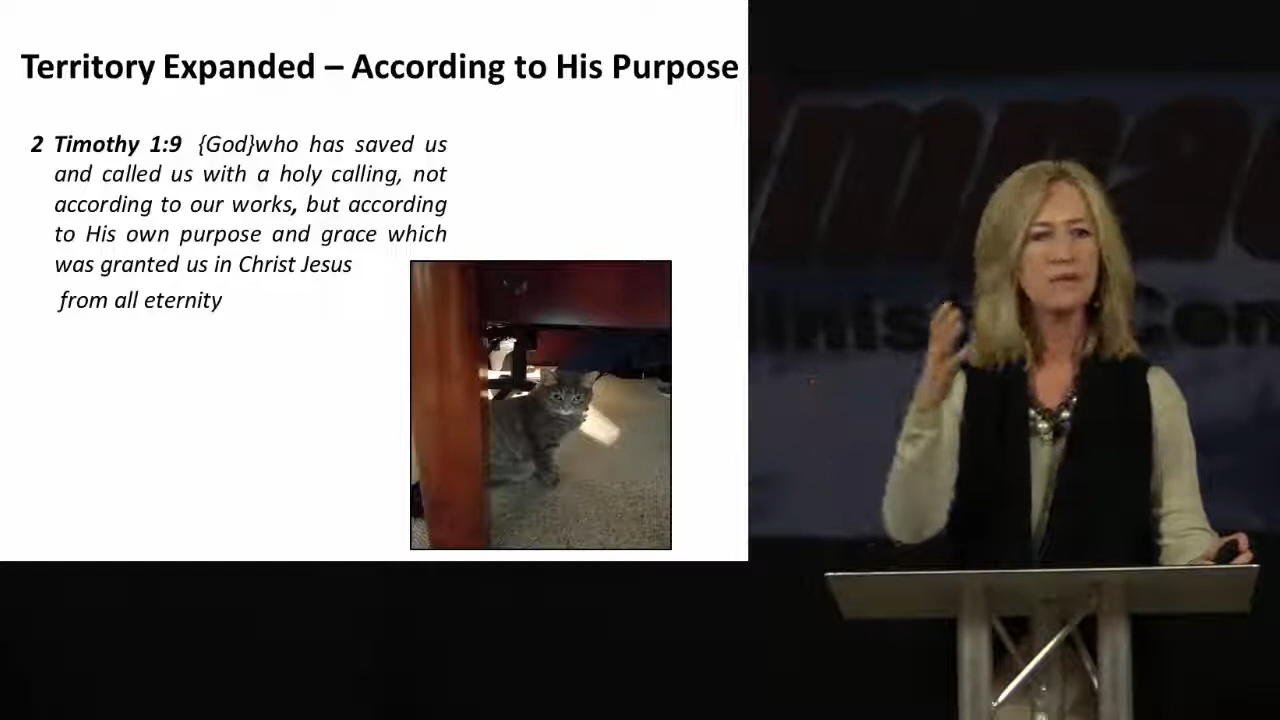 Territory Expanded – According to His Purpose
2 Timothy 1:9 {God}who has saved us
and called us with a holy calling, not
according to our works, but according
to His own purpose and grace which
was granted us in Christ Jesus
from all eternity